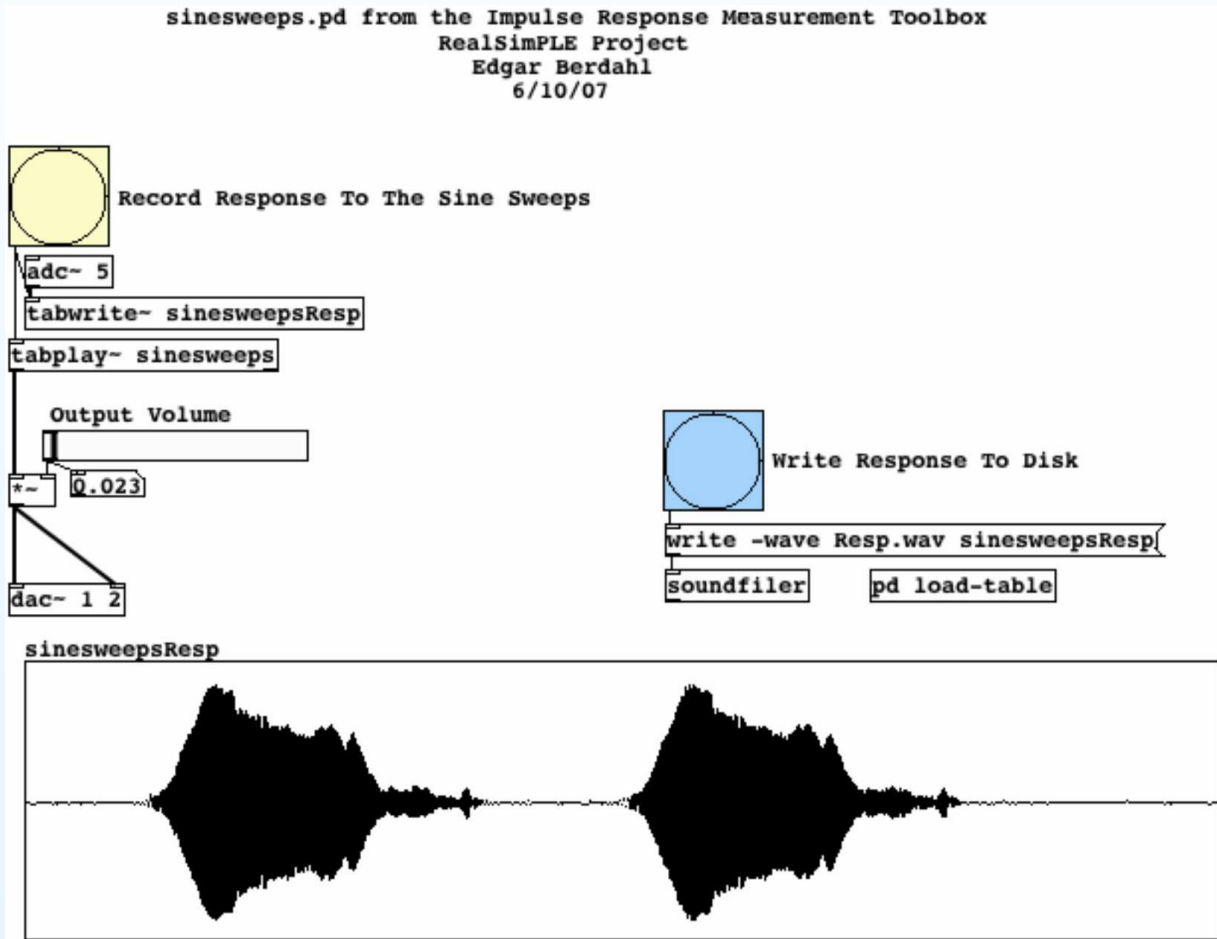 sinesweeps.pd from the Impulse Response Measurement Toolbox
RealSimPLE Project
Edgar Berdahl
6/10/07
Record Response To The Sine Sweeps
adc~ 5
tabwrite~ sinesweepsResp
tabplay~ sinesweeps
Output Volume
*~
0.023
dac~ 1 2
Write Response To Disk
write -wave Resp.wav sinesweepsResp
soundfiler
pd load-table
sinesweepsResp